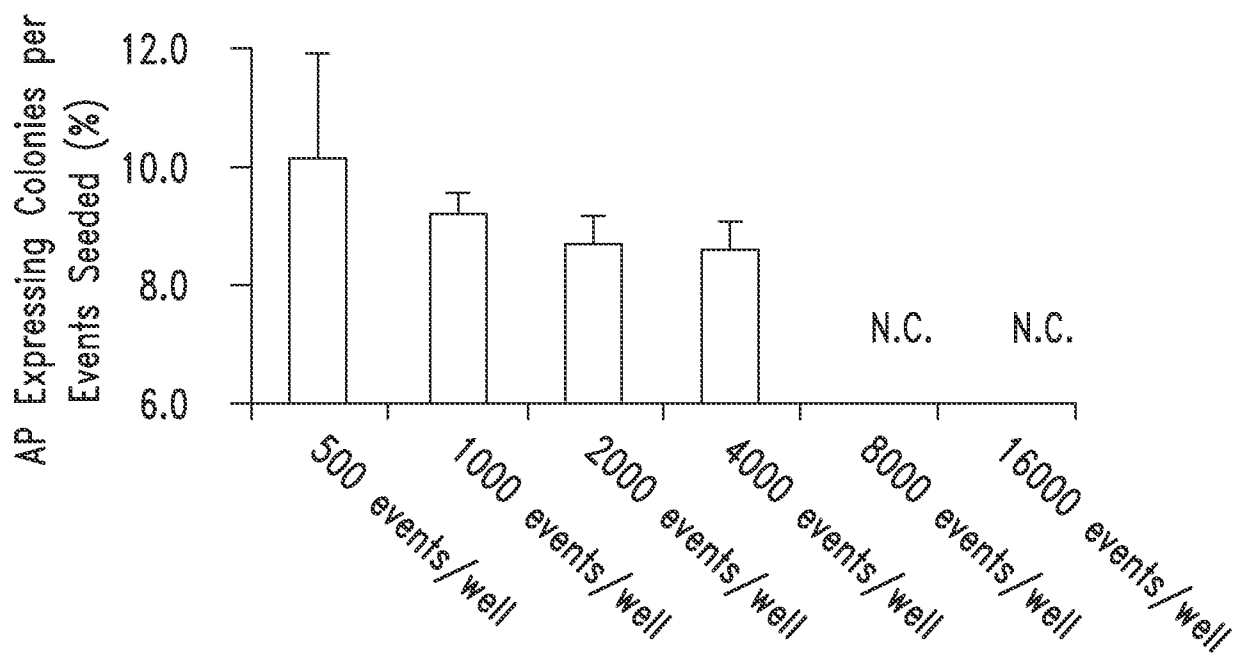 AP Expressing Colonies per
Events Seeded (%)
12.0
10.0
8.0
6.0
N.C.
N.C.
500 events/well
1000 events/well
2000 events/well
4000 events/well
8000 events/well
16000 events/well